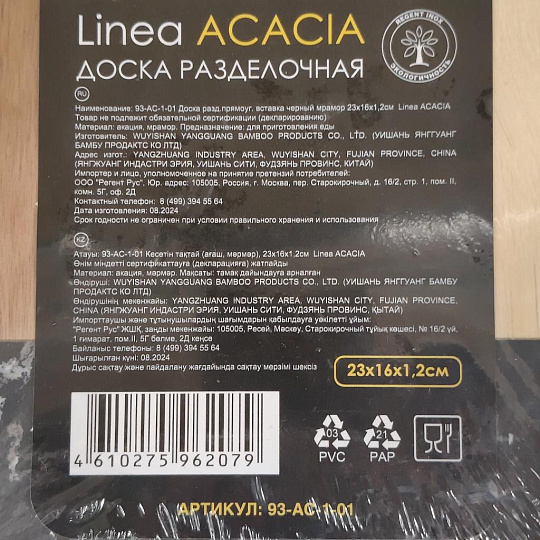 Linea ACACIA
REGENT INOX
ЭКОЛОГИЧНОСТЬ
ДОСКА РАЗДЕЛОЧНАЯ
RU
Наименование: 93-AC-1-01 Доска разд.прямоуг. вставка черный мрамор 23x16x1,2см Linea ACACIA
Товар не подлежит обязательной сертификации (декларированию)
Материал: акация, мрамор. Предназначение: для приготовления еды
Изготовитель: WUYISHAN YANGGUANG BAMBOO PRODUCTS CO., LTD. (УИШАНЬ ЯНГГУАНГ
БАМБУ ПРОДАКТС КО ЛТД)
Адрес изгот.: YANGZHUANG INDUSTRY AREA, WUYISHAN CITY, FUJIAN PROVINCE, CHINA
(ЯНГЖУАНГ ИНДАСТРИ ЭРИЯ, УИШАНЬ СИТИ, ФУДЗЯНЬ ПРОВИНС, КИТАЙ)
Импортер и лицо, уполномоченное на принятие претензий потребителей:
ООО "Регент Рус". Юр. адрес: 105005, Россия, г. Москва, пер. Старокирочный, д. 16/2, стр. 1, пом. II,
комн. 5Г, оф. 2Д
Контактный телефон: 8 (499) 394 55 64
Дата изготовления: 08.2024
Срок годности не ограничен при условии правильного хранения и использования
KZ
Атауы: 93-AC-1-01 Кесетін тақтай (ағаш, мәрмәр), 23x16x1,2см Linea ACACIA
Өнім міндетті сертификаттауға (декларацияға) жатпайды
Материал: акация, мәрмәр. Мақсаты: тамақ дайындауға арналған
Өндіруші: WUYISHAN YANGGUANG BAMBOO PRODUCTS CO., LTD. (УИШАНЬ ЯНГГУАНГ БАМБУ
ПРОДАКТС КО ЛТД)
Өндірушінің мекенжайы: YANGZHUANG INDUSTRY AREA, WUYISHAN CITY, FUJIAN PROVINCE,
CHINA (ЯНГЖУАНГ ИНДАСТРИ ЭРИЯ, УИШАНЬ СИТИ, ФУДЗЯНЬ ПРОВИНС, ҚЫТАЙ)
Импорттаушы және тұтынушылардың шағымдарын қабылдауға уәкілетті ұйым:
"Регент Рус" ЖШҚ, заңды мекенжайы: 105005, Ресей, Мәскеу, Старокирочный тұйық көшесі, № 16/2 үй,
1 ғимарат, пом.II, 5Г бөлме, 2Д кеңсе
Байланыс телефоны: 8 (499) 394 55 64
Шығарылған күні: 08.2024
Дұрыс сақтау және пайдалану жағдайында сақтау мерзімі шексіз
23x16x1,2см
4 610275 962079
03
PVC
21
PAP
АРТИКУЛ: 93-AC-1-01